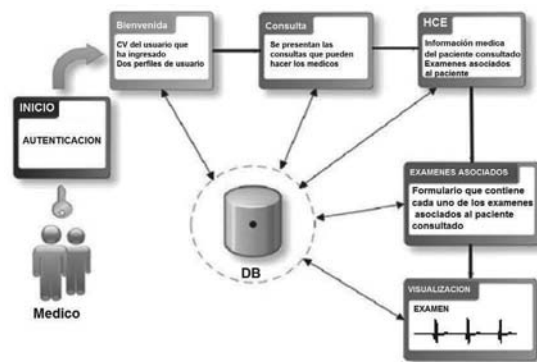 Bienvenida
CV del usuario que
ha ingresado
Dos perfiles de usuario
Consulta
Se presentan las
consultas que pueden
hacer los medicos
HCE
Información medica
del paciente consultado
Examenes asociados
al paciente
INICIO
AUTENTICACION
Medico
DB
EXAMENES ASOCIADOS
Formulario que contiene
cada uno de los examenes
asociados al paciente
consultado
VISUALIZACION
EXAMEN